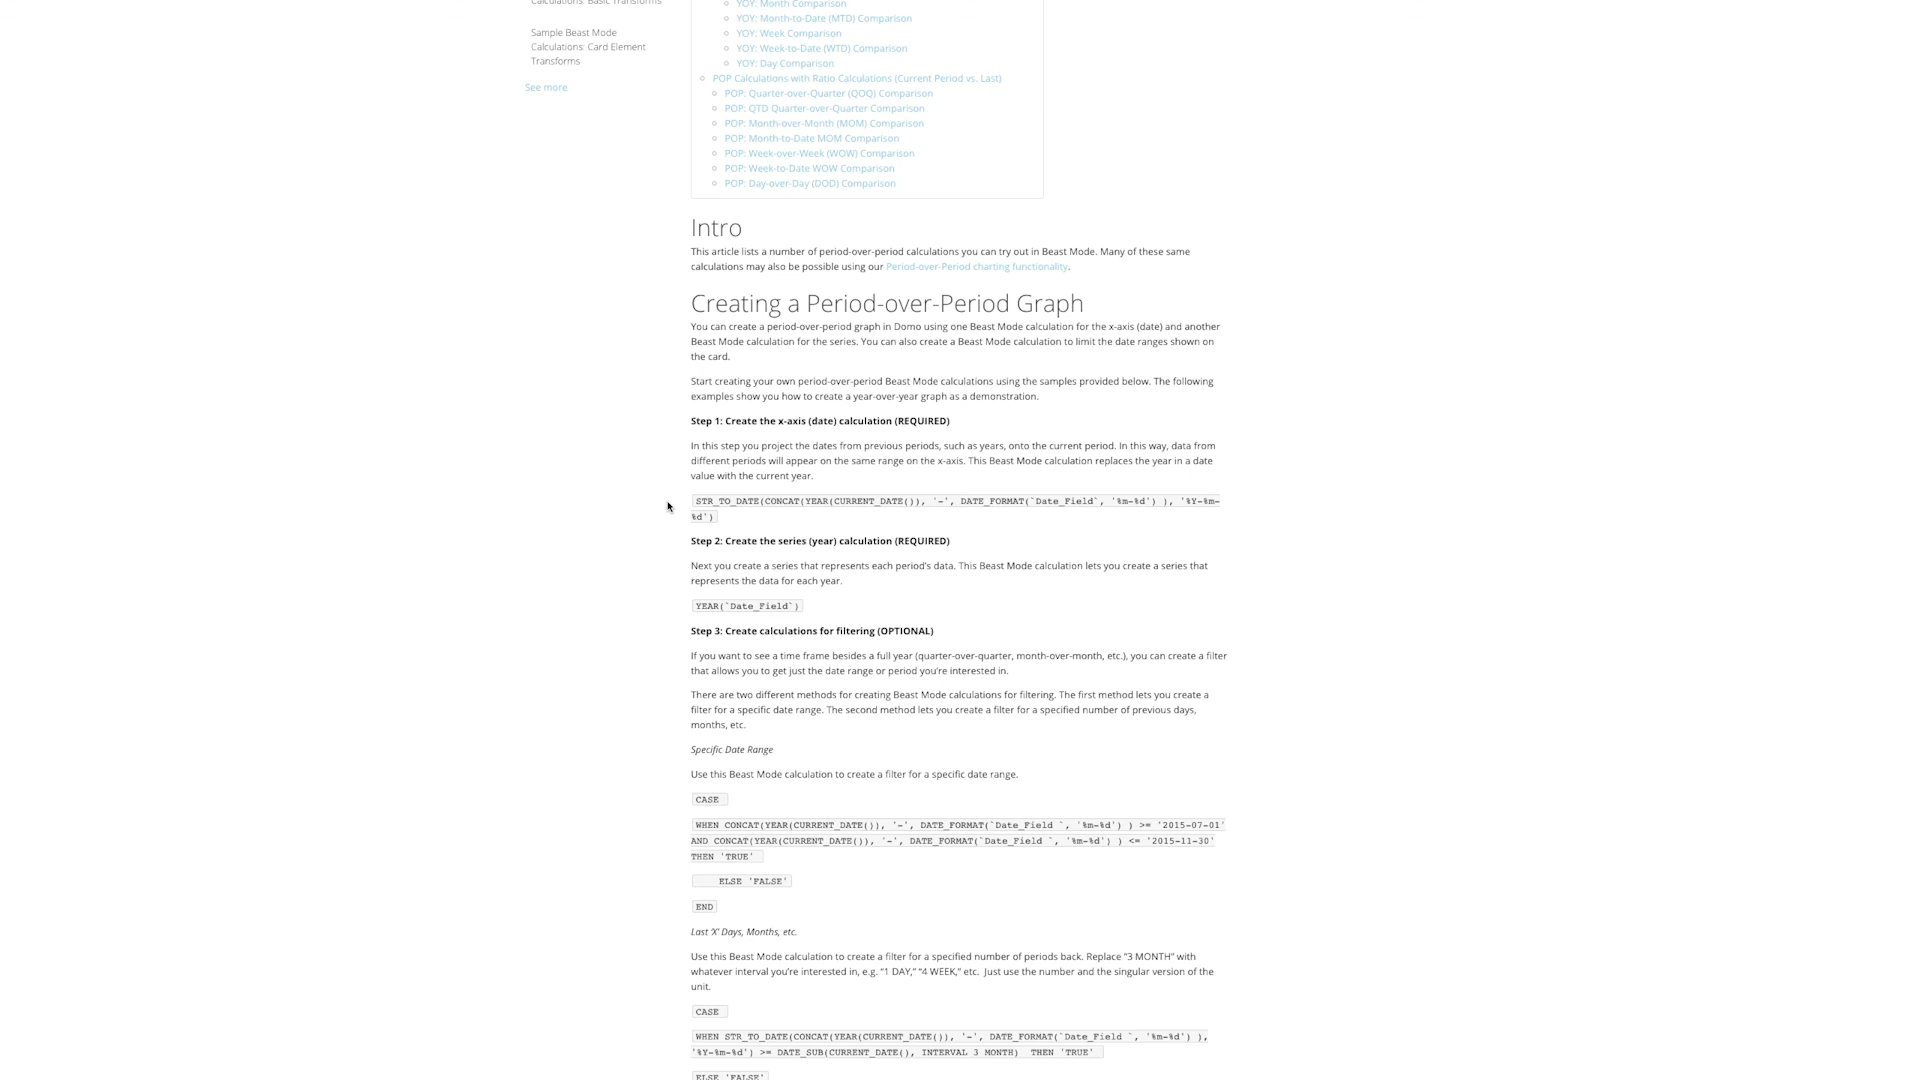 Calculations: Basic Transforms
Sample Beast Mode
Calculations: Card Element
Transforms
See more
YOY: Month Comparison
YOY: Month-to-Date (MTD) Comparison
YOY: Week Comparison
YOY: Week-to-Date (WTD) Comparison
YOY: Day Comparison
POP Calculations with Ratio Calculations (Current Period vs. Last)
POP: Quarter-over-Quarter (QOQ) Comparison
POP: QTD Quarter-over-Quarter Comparison
POP: Month-over-Month (MOM) Comparison
POP: Month-to-Date MOM Comparison
POP: Week-over-Week (WOW) Comparison
POP: Week-to-Date WOW Comparison
POP: Day-over-Day (DOD) Comparison
Intro
This article lists a number of period-over-period calculations you can try out in Beast Mode. Many of these same
calculations may also be possible using our Period-over-Period charting functionality.
Creating a Period-over-Period Graph
You can create a period-over-period graph in Domo using one Beast Mode calculation for the x-axis (date) and another
Beast Mode calculation for the series. You can also create a Beast Mode calculation to limit the date ranges shown on
the card.
Start creating your own period-over-period Beast Mode calculations using the samples provided below. The following
examples show you how to create a year-over-year graph as a demonstration.
Step 1: Create the x-axis (date) calculation (REQUIRED)
In this step you project the dates from previous periods, such as years, onto the current period. In this way, data from
different periods will appear on the same range on the x-axis. This Beast Mode calculation replaces the year in a date
value with the current year.
STR_TO_DATE(CONCAT(YEAR(CURRENT_DATE()), '-', DATE_FORMAT(`Date_Field`, '%m-%d') ), '%Y-%m-
%d')
Step 2: Create the series (year) calculation (REQUIRED)
Next you create a series that represents each period's data. This Beast Mode calculation lets you create a series that
represents the data for each year.
YEAR(`Date_Field`)
Step 3: Create calculations for filtering (OPTIONAL)
If you want to see a time frame besides a full year (quarter-over-quarter, month-over-month, etc.), you can create a filter
that allows you to get just the date range or period you're interested in.
There are two different methods for creating Beast Mode calculations for filtering. The first method lets you create a
filter for a specific date range. The second method lets you create a filter for a specified number of previous days,
months, etc.
Specific Date Range
Use this Beast Mode calculation to create a filter for a specific date range.
CASE
WHEN CONCAT(YEAR(CURRENT_DATE()), '-', DATE_FORMAT(`Date_Field `, '%m-%d') ) >= '2015-07-01'
AND CONCAT(YEAR(CURRENT_DATE()), '-', DATE_FORMAT(`Date_Field `, '%m-%d') ) <= '2015-11-30'
THEN 'TRUE'
ELSE 'FALSE'
END
Last 'X' Days, Months, etc.
Use this Beast Mode calculation to create a filter for a specified number of periods back. Replace "3 MONTH" with
whatever interval you're interested in, e.g. "1 DAY," "4 WEEK," etc.  Just use the number and the singular version of the
unit.
CASE
WHEN STR_TO_DATE(CONCAT(YEAR(CURRENT_DATE()), '-', DATE_FORMAT(`Date_Field `, '%m-%d') ),
'%Y-%m-%d') >= DATE_SUB(CURRENT_DATE(), INTERVAL 3 MONTH)  THEN 'TRUE'
ELSE 'FALSE'